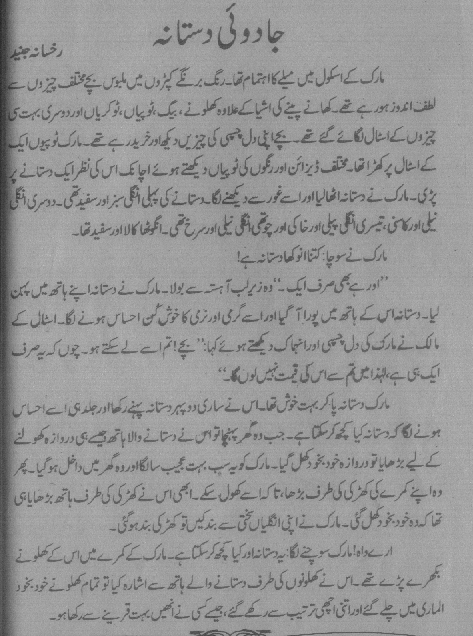 جادوئی دستانہ
رخسانہ جنید
مارک کے اسکول میں میلے کا اہتمام تھا۔ رنگ برنگے کپڑوں میں ملبوس بچے مختلف چیزوں سے
لطف اندوز ہو رہے تھے۔ کھانے پینے کی اشیا کے علاوہ کھلونے، بیگ، ٹوپیاں، ٹوکریاں اور دوسری بہت سی
چیزوں کے اسٹال لگائے گئے تھے۔ بچے اپنی دل چسپی کی چیزیں دیکھ اور خرید رہے تھے۔ مارک ٹوپیوں ایک
کے اسٹال پر کھڑا تھا۔ مختلف ڈیزائن اور رنگوں کی ٹوپیاں دیکھتے ہوئے اچانک اس کی نظر ایک دستانے پر
پڑی۔ مارک نے دستانہ اٹھا لیا اور اسے غور سے دیکھنے لگا۔ دستانے کی پہلی انگلی سبز اور سفید تھی۔ دوسری انگلی
نیلی اور کاسنی، تیسری انگلی پیلی اور خاکی اور چوتھی انگلی نیلی اور سرخ تھی۔ انگوٹھا کالا اور سفید تھا۔
مارک نے سوچا: کتنا انوکھا دستانہ ہے!
"اور ہے بھی صرف ایک۔" وہ زیر لب آہستہ سے بولا۔ مارک نے دستانہ اپنے ہاتھ میں پہن
لیا۔ دستانہ اس کے ہاتھ میں پورا آ گیا اور اسے گرمی اور نرمی کا خوش کن احساس ہونے لگا۔ اسٹال کے
مالک نے مارک کی دل چسپی اور انہماک دیکھتے ہوئے کہا: "بچے! تم اسے لے سکتے ہو۔ چوں کہ یہ صرف
ایک ہی ہے، لہٰذا میں تم سے اس کی قیمت نہیں لوں گا۔"
مارک دستانہ پا کر بہت خوش تھا۔ اس نے ساری دوپہر دستانہ پہنے رکھا اور جلد ہی اسے احساس
ہونے لگا کہ دستانہ کیا کچھ کر سکتا ہے۔ جب وہ گھر پہنچا تو اس نے دستانے والا ہاتھ جیسے ہی دروازہ کھولنے
کے لیے بڑھایا تو دروازہ خود بخود کھل گیا۔ مارک کو یہ سب بہت عجیب سا لگا اور وہ گھر میں داخل ہو گیا۔ پھر
وہ اپنے کمرے کی کھڑکی کی طرف بڑھا، تاکہ اسے کھول سکے۔ ابھی اس نے کھڑکی کی طرف ہاتھ بڑھایا ہی
تھا کہ وہ خود بخود کھل گئی۔ مارک نے اپنی انگلیاں سختی سے بند کیں تو کھڑکی بند ہو گئی۔
ارے واہ! مارک سوچنے لگا: یہ دستانہ اور کیا کچھ کر سکتا ہے۔ مارک کے کمرے میں اس کے کھلونے
بکھرے پڑے تھے۔ اس نے کھلونوں کی طرف دستانے والے ہاتھ سے اشارہ کیا تو تمام کھلونے خود بخود
الماری میں چلے گئے اور اتنی اچھی ترتیب سے رکھے گئے، جیسے کسی نے انھیں بہت قرینے سے رکھا ہو۔